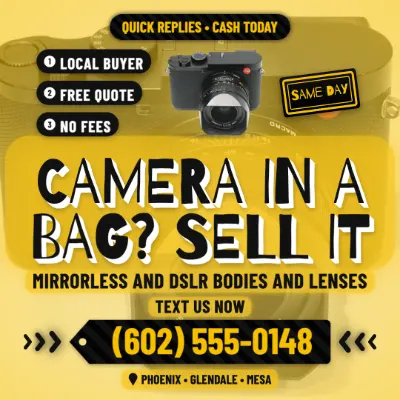 QUICK REPLIES • CASH TODAY
1 LOCAL BUYER
2 FREE QUOTE
3 NO FEES
SAME DAY
MACRO
CAMERA IN A
BAG? SELL IT
MIRRORLESS AND DSLR BODIES AND LENSES
TEXT US NOW
(602) 555-0148
PHOENIX • GLENDALE • MESA